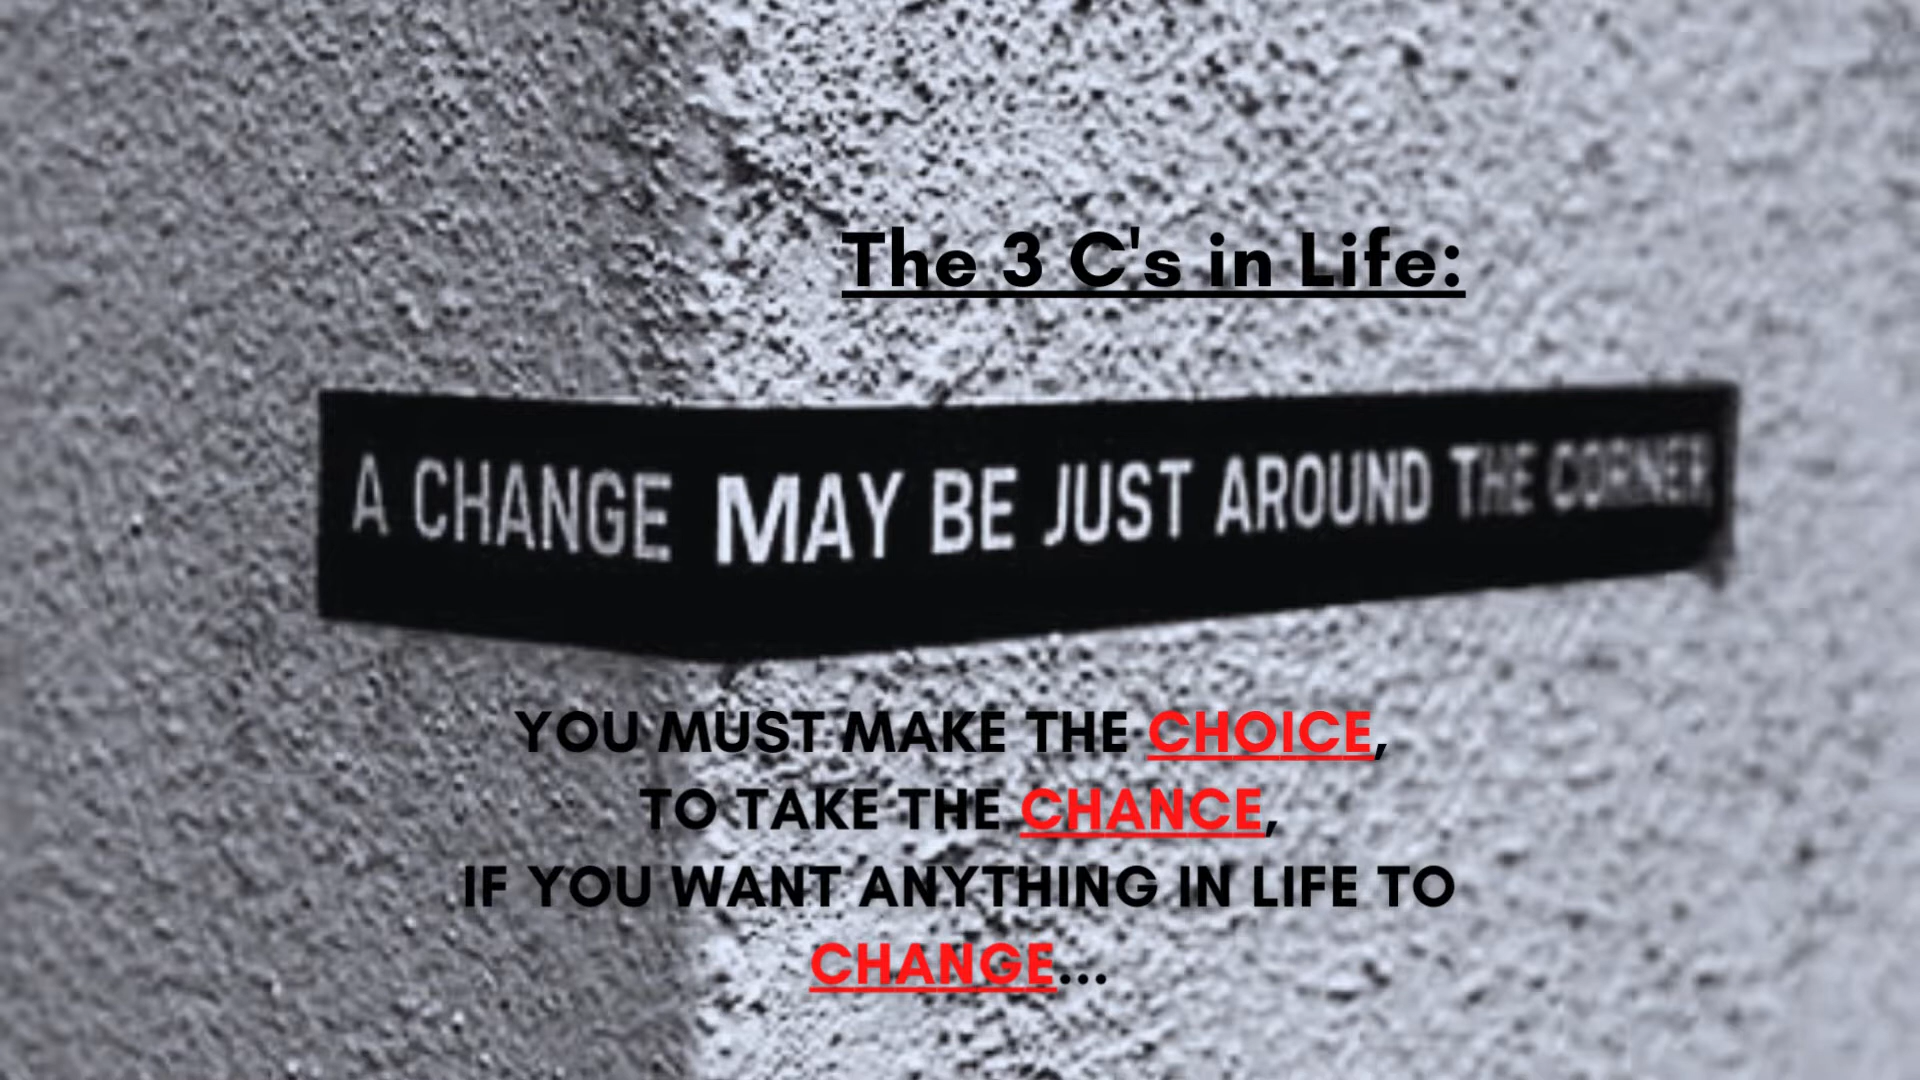 The 3 C's in Life:
A CHANGE MAY BE JUST AROUND THE CORNER
YOU MUST MAKE THE CHOICE,
TO TAKE THE CHANCE,
IF YOU WANT ANYTHING IN LIFE TO
CHANGE...